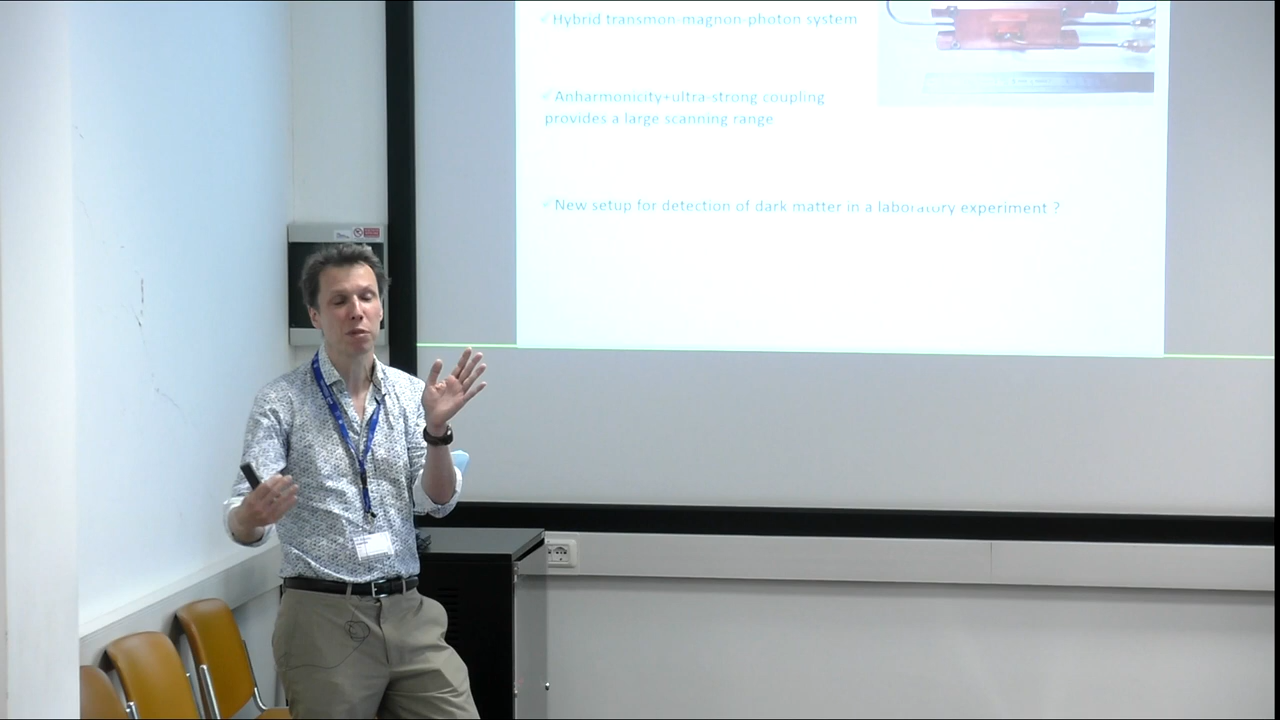 Hybrid transmon-magnon-photon system
Anharmonicity+ultra-strong coupling
provides a large scanning range
New setup for detection of dark matter in a laboratory experiment ?